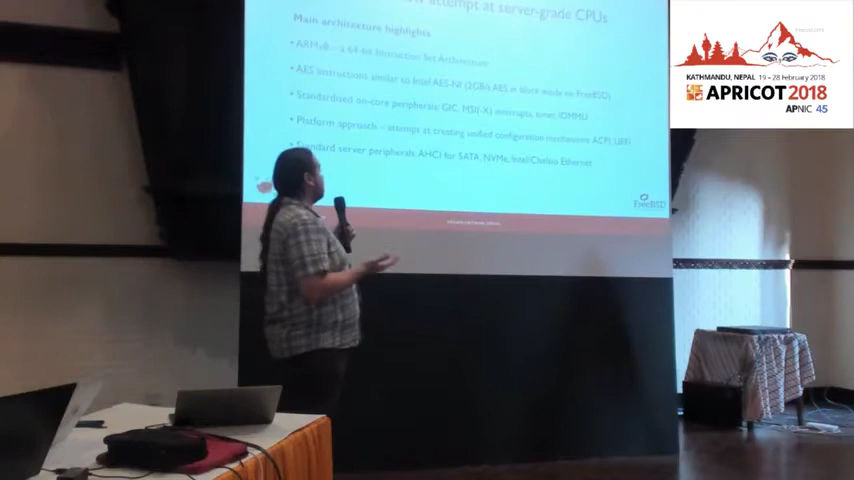 attempt at server-grade CPUs
Main architecture highlights
• ARMv8 – a 64-bit Instruction Set Architecture
• AES instructions similar to Intel AES-NI (2GB/s AES in block mode on FreeBSD)
• Standardised on-core peripherals: GIC, MSI(-X) interrupts, timer, IOMMU
• Platform approach – attempts at creating unified configuration mechanisms: ACPI, UEFI
Standard server peripherals: AHCI for SATA, NVMe, Intel/Chelsio Ethernet
FreeBSD
KATHMANDU, NEPAL 19 – 28 February 2018
APRICOT 2018
APNIC 45